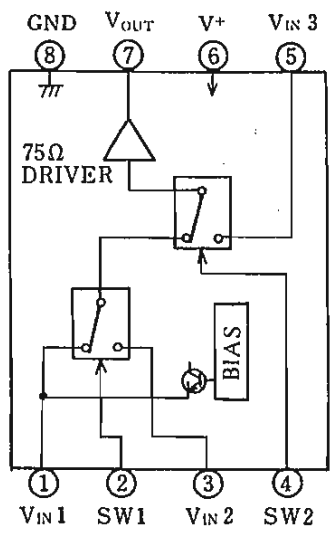 GND VOUT V+ VIN 3
8 7 6 5
75Ω
DRIVER
BIAS
1 2 3 4
VIN 1 SW1 VIN 2 SW2